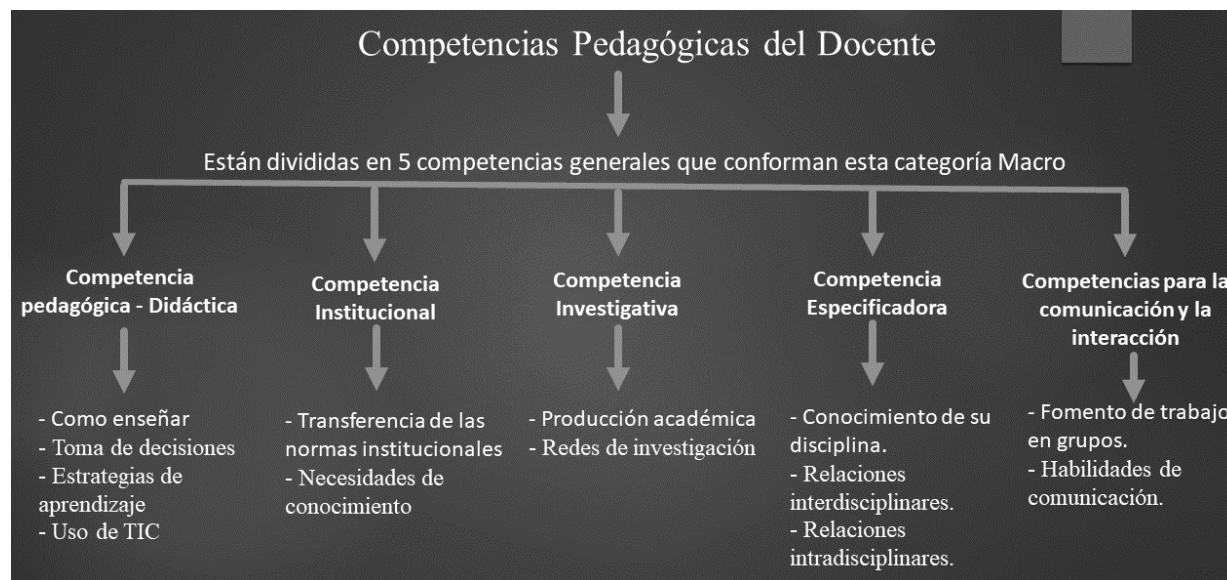 Competencias Pedagógicas del Docente
Están divididas en 5 competencias generales que conforman esta categoría Macro
Competencia
pedagógica - Didáctica
- Como enseñar
- Toma de decisiones
- Estrategias de
aprendizaje
- Uso de TIC
Competencia
Institucional
- Transferencia de las
normas institucionales
- Necesidades de
conocimiento
Competencia
Investigativa
- Producción académica
- Redes de investigación
Competencia
Especificadora
- Conocimiento de su
disciplina.
- Relaciones
interdisciplinares.
- Relaciones
intradisciplinares.
Competencias para la
comunicación y la
interacción
- Fomento de trabajo
en grupos.
- Habilidades de
comunicación.